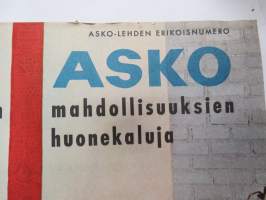 ASKO-LEHDEN ERIKOISNUMERO
ASKO
mahdollisuuksien
huonekaluja